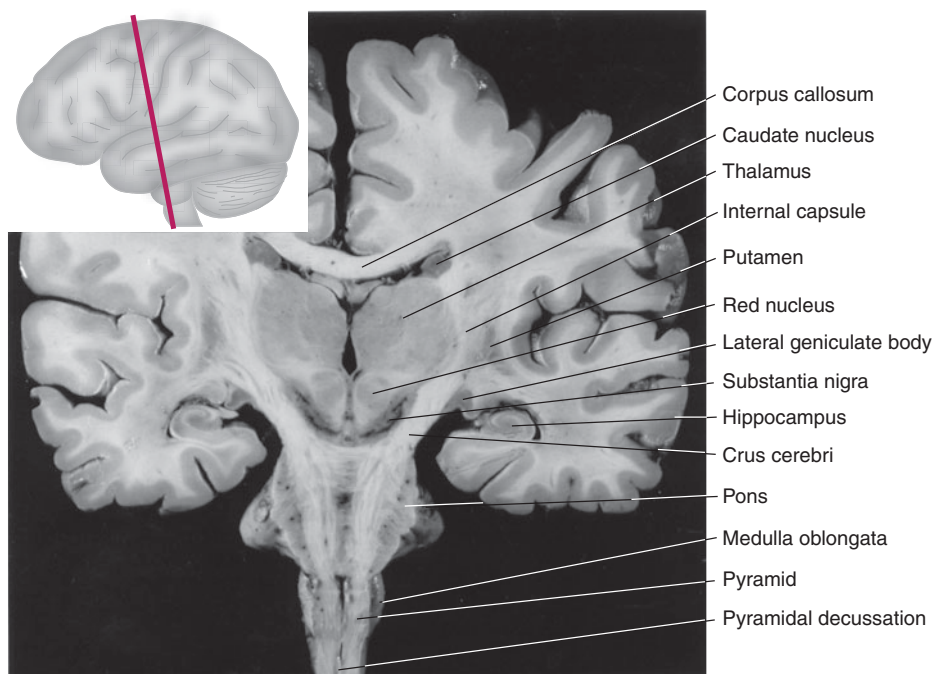 Corpus callosum
Caudate nucleus
Thalamus
Internal capsule
Putamen
Red nucleus
Lateral geniculate body
Substantia nigra
Hippocampus
Crus cerebri
Pons
Medulla oblongata
Pyramid
Pyramidal decussation